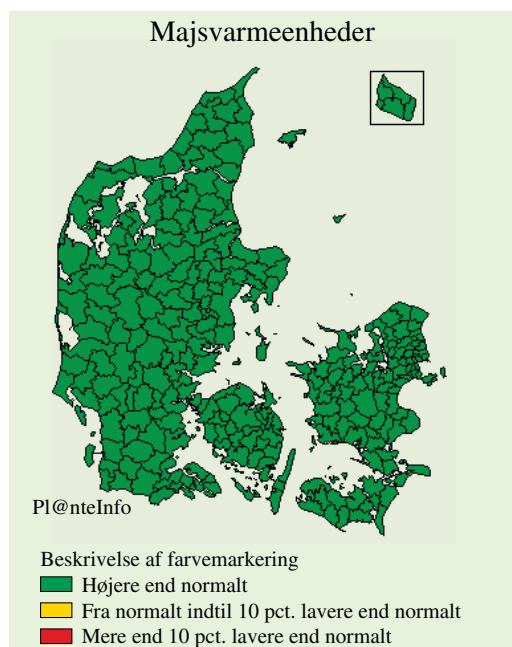 Majsvarmeenheder
Pl@nteInfo
Beskrivelse af farvemarkering
Højere end normalt
Fra normalt indtil 10 pct. lavere end normalt
Mere end 10 pct. lavere end normalt